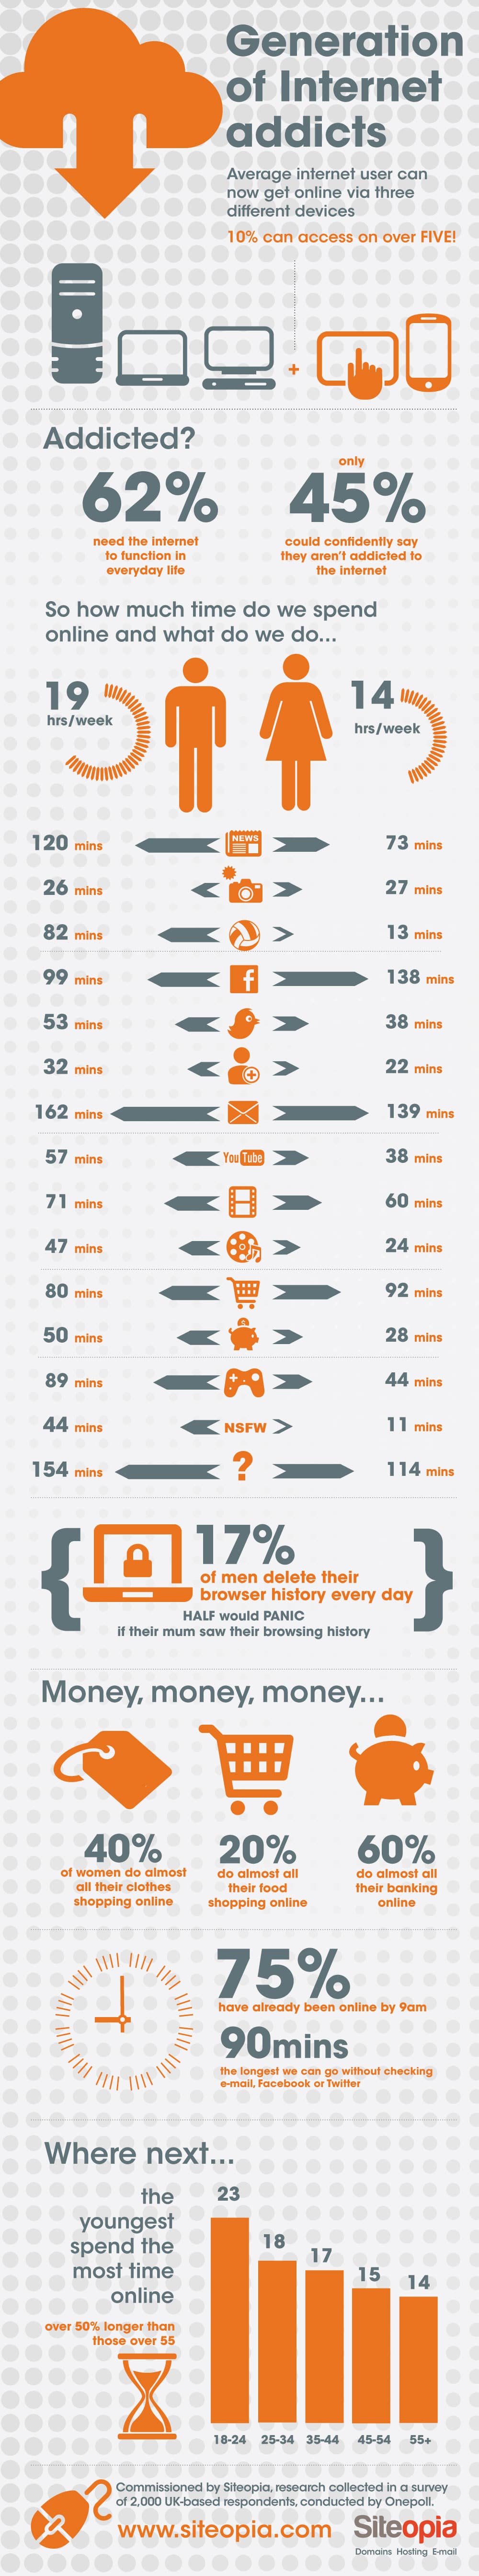 Generation
of Internet
addicts
Average internet user can
now get online via three
different devices
10% can access on over FIVE!
+
Addicted?
62%
need the internet
to function in
everyday life
only
45%
could confidently say
they aren't addicted to
the internet
So how much time do we spend
online and what do we do...
19
hrs/week
14
hrs/week
120 mins NEWS 73 mins
26 mins 27 mins
82 mins 13 mins
99 mins f 138 mins
53 mins 38 mins
32 mins 22 mins
162 mins 139 mins
57 mins YouTube 38 mins
71 mins 60 mins
47 mins 24 mins
80 mins 92 mins
50 mins 28 mins
89 mins 44 mins
44 mins NSFW 11 mins
154 mins ? 114 mins
{ 17% }
of men delete their
browser history every day
HALF would PANIC
if their mum saw their browsing history
Money, money, money...
40%
of women do almost
all their clothes
shopping online
20%
do almost all
their food
shopping online
60%
do almost all
their banking
online
75%
have already been online by 9am
90mins
the longest we can go without checking
e-mail, Facebook or Twitter
Where next...
the
youngest
spend the
most time
online
over 50% longer than
those over 55
23
18
17
15
14
18-24 25-34 35-44 45-54 55+
Commissioned by Siteopia, research collected in a survey
of 2,000 UK-based respondents, conducted by Onepoll.
www.siteopia.com
Siteopia
Domains Hosting E-mail